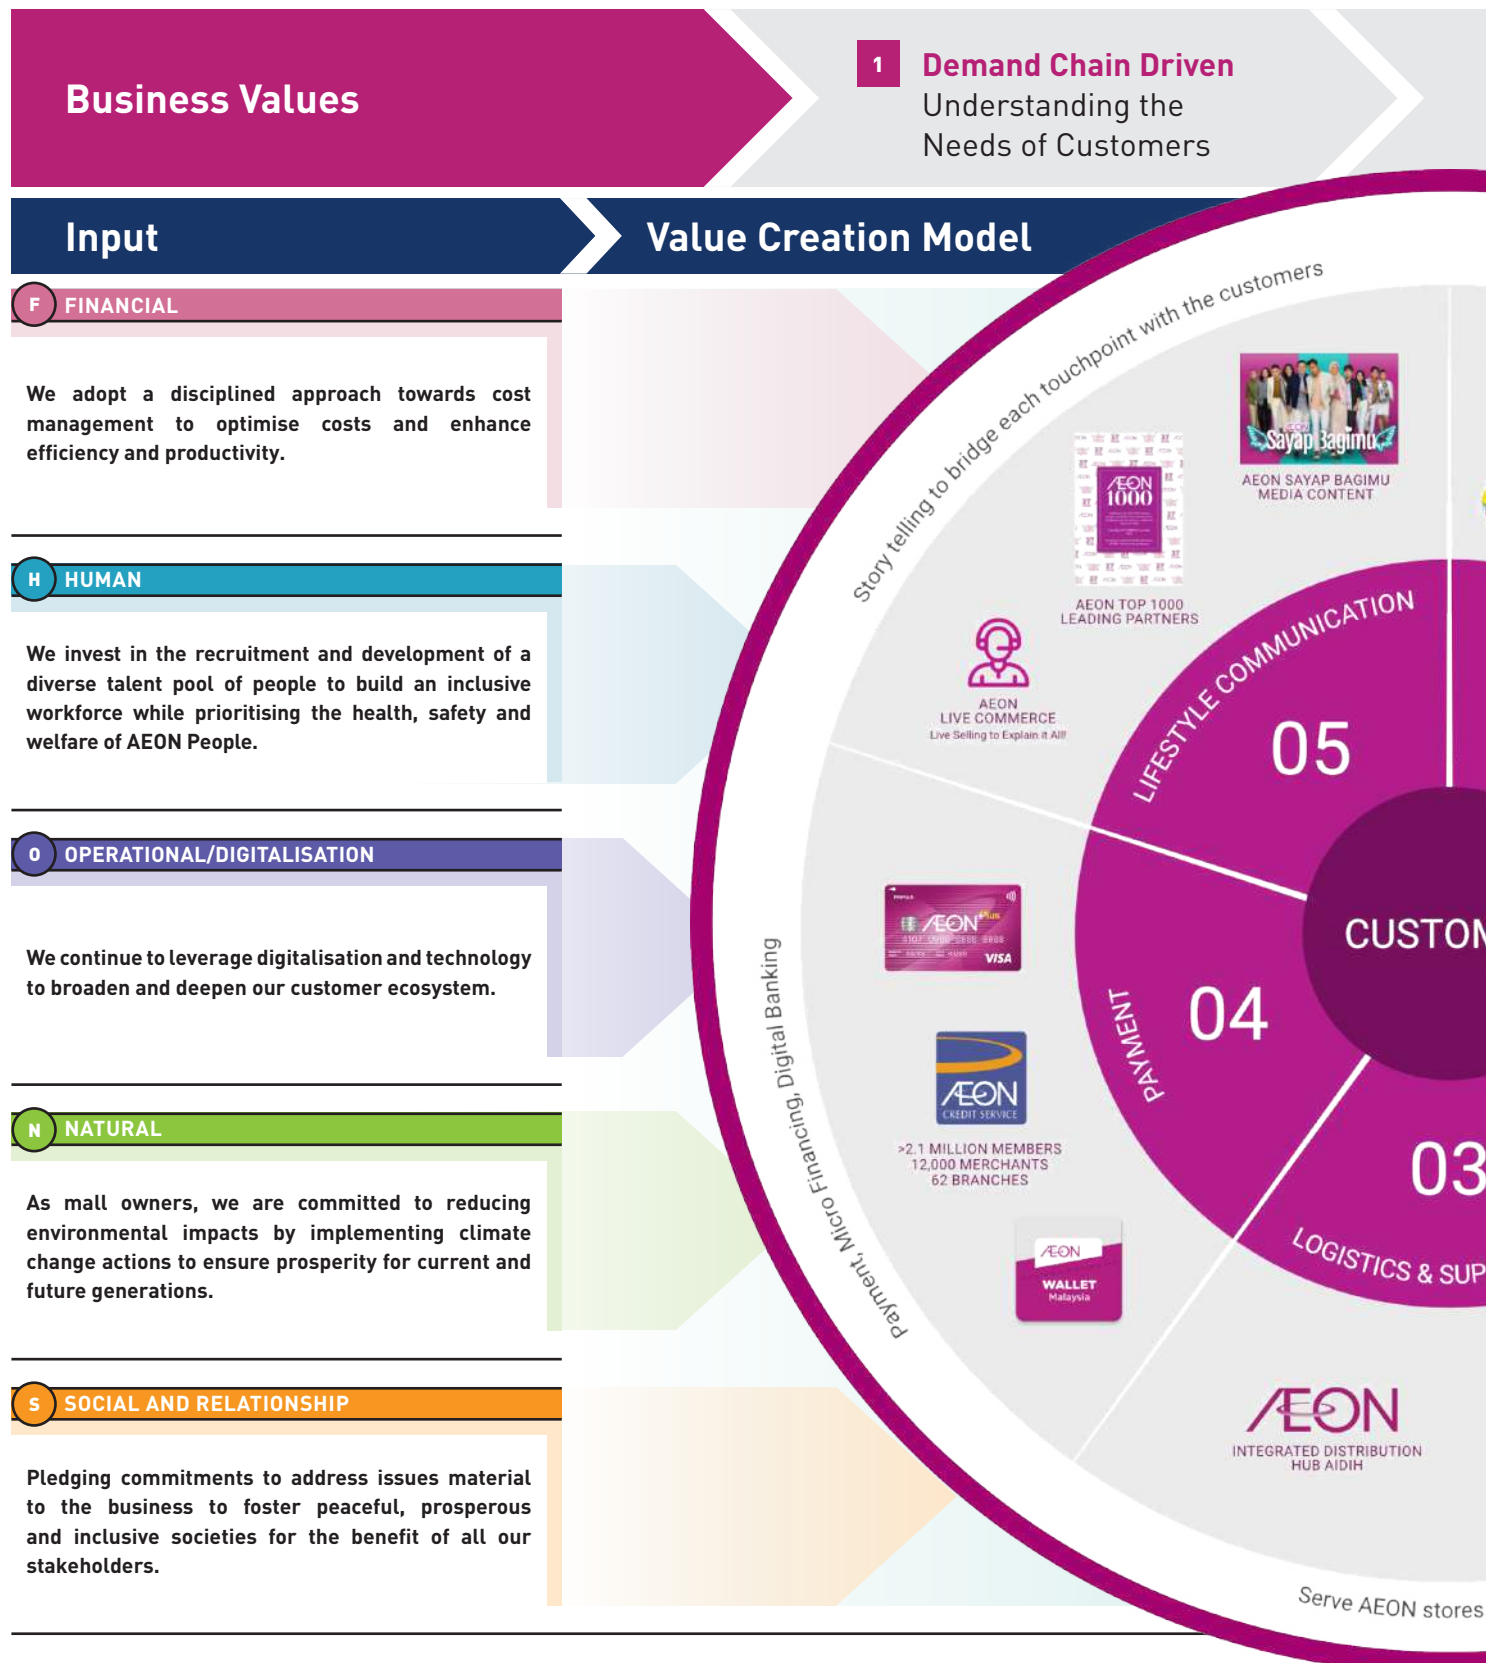 Business Values
1
Demand Chain Driven
Understanding the
Needs of Customers
Input
Value Creation Model
F
FINANCIAL
We adopt a disciplined approach towards cost
management to optimise costs and enhance
efficiency and productivity.
H
HUMAN
We invest in the recruitment and development of a
diverse talent pool of people to build an inclusive
workforce while prioritising the health, safety and
welfare of AEON People.
O
OPERATIONAL/DIGITALISATION
We continue to leverage digitalisation and technology
to broaden and deepen our customer ecosystem.
N
NATURAL
As mall owners, we are committed to reducing
environmental impacts by implementing climate
change actions to ensure prosperity for current and
future generations.
S
SOCIAL AND RELATIONSHIP
Pledging commitments to address issues material
to the business to foster peaceful, prosperous
and inclusive societies for the benefit of all our
stakeholders.
Story telling to bridge each touchpoint with the customers
AEON
Sayap Bagimu
AEON SAYAP BAGIMU
MEDIA CONTENT
ÆON
1000
AEON TOP 1000
LEADING PARTNERS
AEON
LIVE COMMERCE
Live Selling to Explain it All!
LIFESTYLE COMMUNICATION
05
Payment, Micro Financing, Digital Banking
ÆON Plus
VISA
ÆON
CREDIT SERVICE
>2.1 MILLION MEMBERS
12,000 MERCHANTS
62 BRANCHES
ÆON
WALLET
Malaysia
PAYMENT
04
CUSTOM
03
LOGISTICS & SUP
ÆON
INTEGRATED DISTRIBUTION
HUB AIDIH
Serve AEON stores